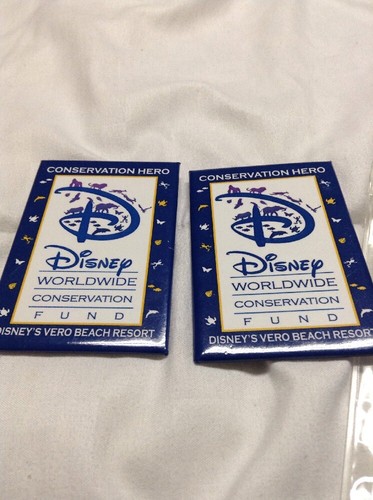 CONSERVATION HERO
Disney
WORLDWIDE
CONSERVATION
FUND
DISNEY'S VERO BEACH RESORT
CONSERVATION HERO
Disney
WORLDWIDE
CONSERVATION
FUND
DISNEY'S VERO BEACH RESORT